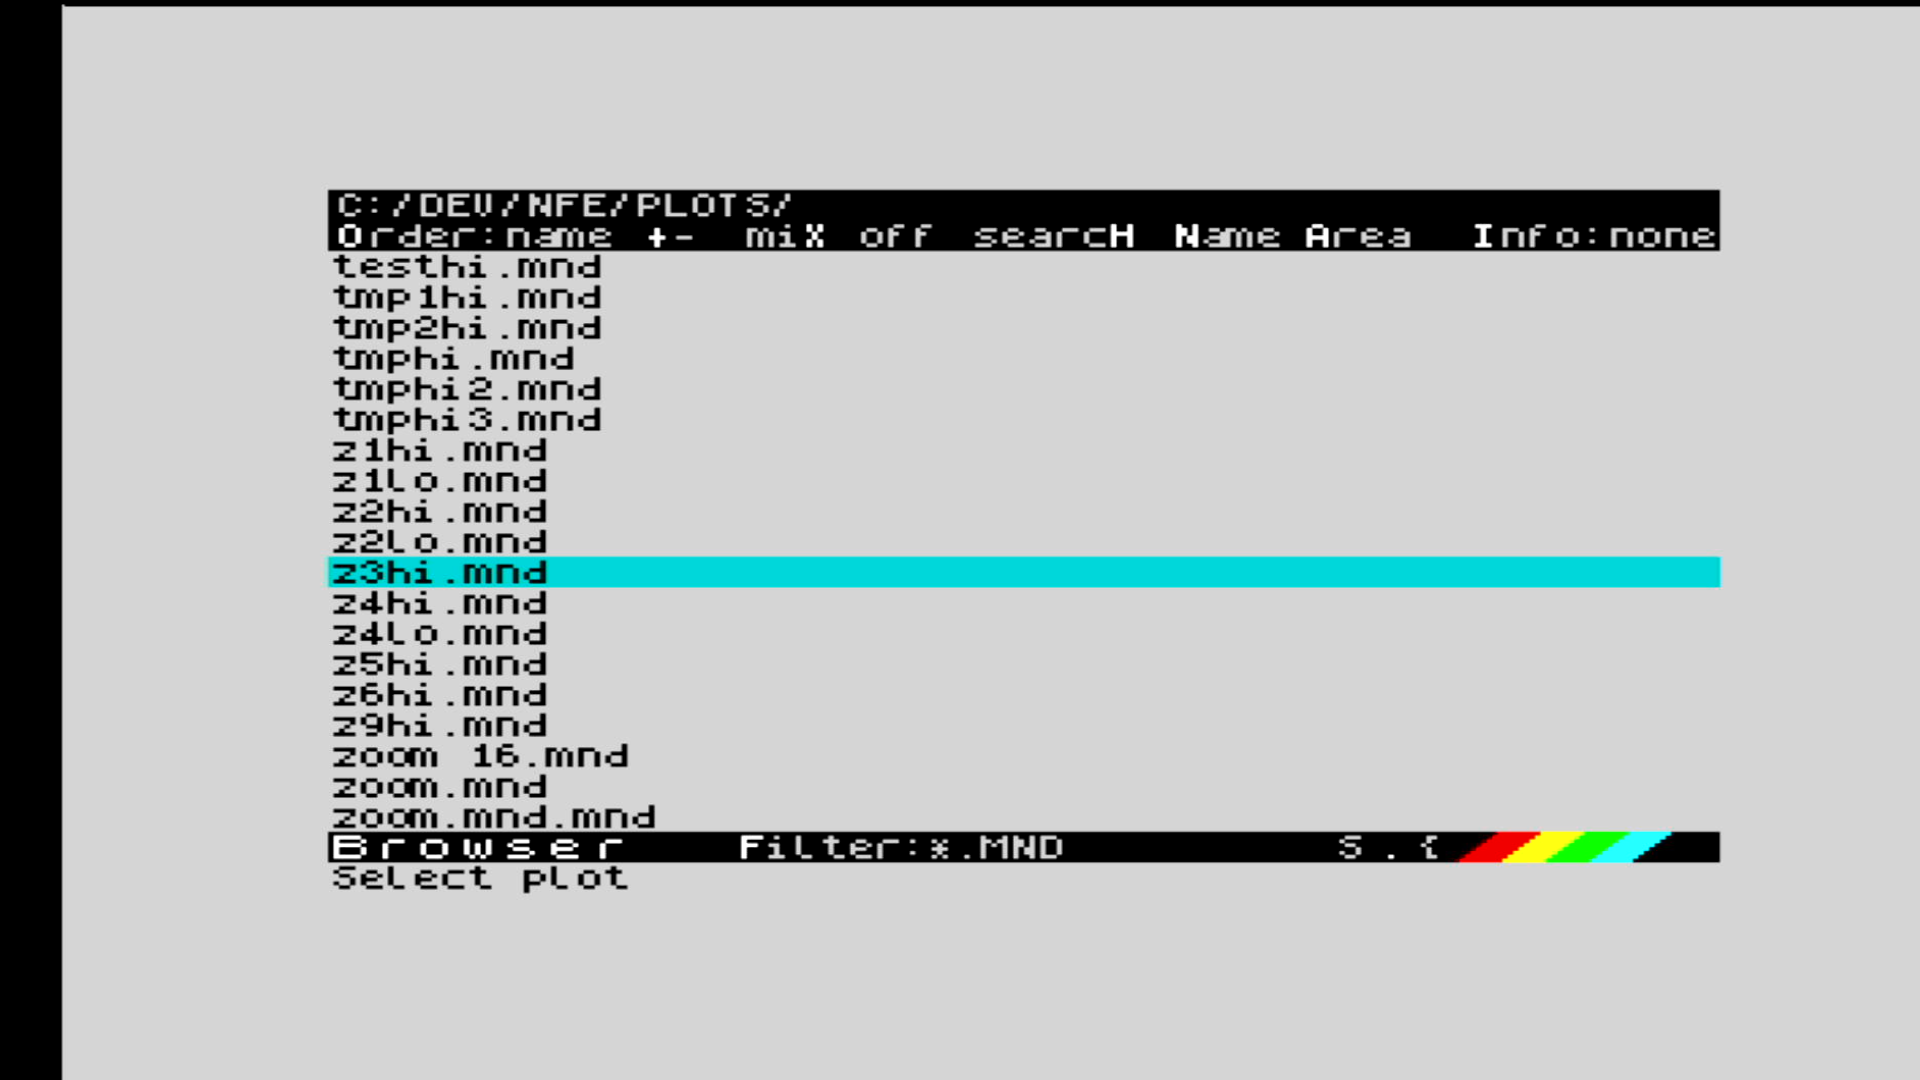 C:/DEV/NFE/PLOTS/
Order:name +- miX off searcH Name Area Info:none
testhi.mnd
tmp1hi.mnd
tmp2hi.mnd
tmphi.mnd
tmphi2.mnd
tmphi3.mnd
z1hi.mnd
z1lo.mnd
z2hi.mnd
z2lo.mnd
z3hi.mnd
z4hi.mnd
z4lo.mnd
z5hi.mnd
z6hi.mnd
z9hi.mnd
zoom 16.mnd
zoom.mnd
zoom.mnd.mnd
Browser Filter:*.MND S . {
Select plot